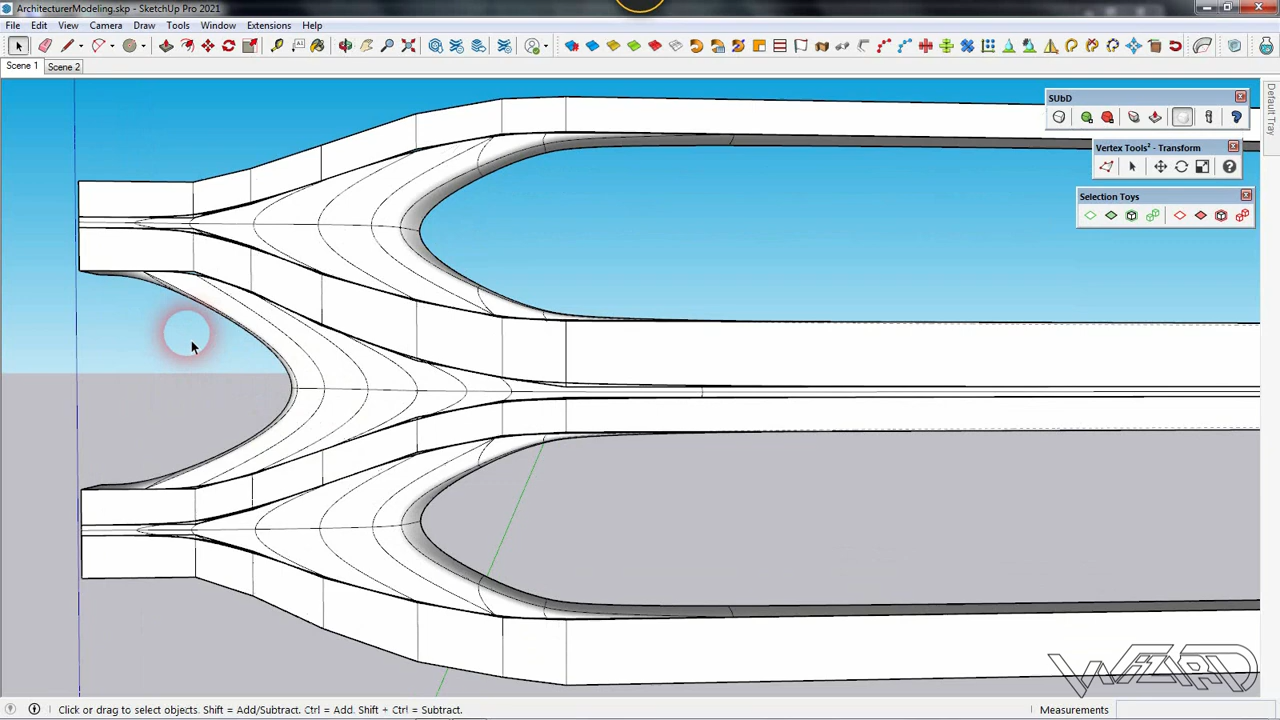 ArchitecturerModeling.skp - SketchUp Pro 2021
File Edit View Camera Draw Tools Window Extensions Help
Scene 1 Scene 2
Default Tray
SUbD
Vertex Tools² - Transform
Selection Toys
WIZARD
Click or drag to select objects. Shift = Add/Subtract. Ctrl = Add. Shift + Ctrl = Subtract.
Measurements